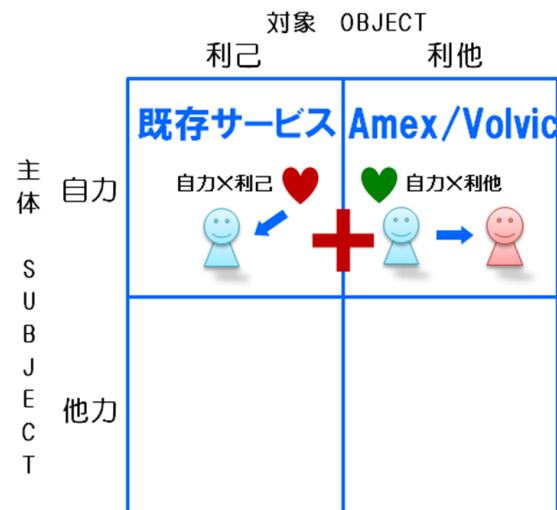 対象 OBJECT
利己 利他
既存サービス Amex/Volvic
自力×利己 自力×利他
主体 SUBJECT
自力
他力